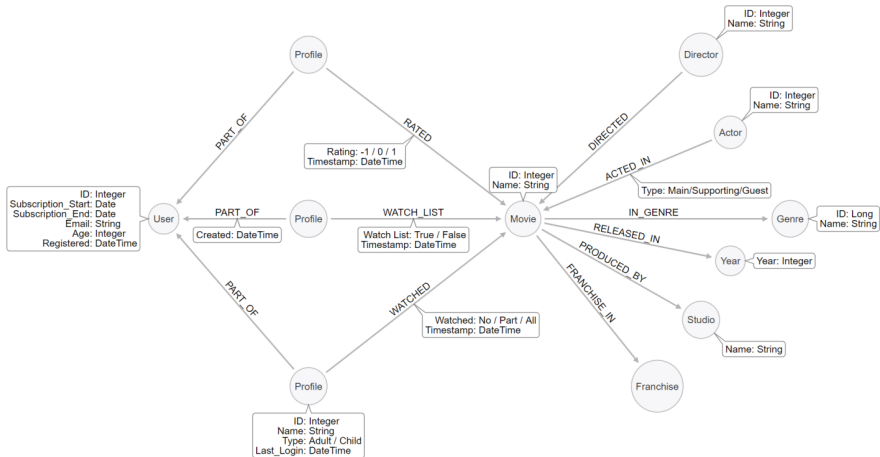 ID: Integer
Name: String
Profile
Director
ID: Integer
Name: String
PART_OF
RATED
DIRECTED
Actor
Rating: -1 / 0 / 1
Timestamp: DateTime
ID: Integer
Name: String
ACTED_IN
Type: Main/Supporting/Guest
ID: Integer
Subscription_Start: Date
Subscription_End: Date
Email: String
Age: Integer
Registered: DateTime
User
PART_OF
Created: DateTime
Profile
WATCH_LIST
Watch List: True / False
Timestamp: DateTime
Movie
IN_GENRE
Genre
ID: Long
Name: String
RELEASED_IN
Year
Year: Integer
PRODUCED_BY
FRANCHISE_IN
PART_OF
WATCHED
Watched: No / Part / All
Timestamp: DateTime
Studio
Name: String
Profile
Franchise
ID: Integer
Name: String
Type: Adult / Child
Last_Login: DateTime